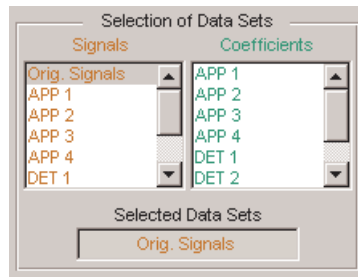 Selection of Data Sets
Signals Coefficients
Orig. Signals APP 1
APP 1 APP 2
APP 2 APP 3
APP 3 APP 4
APP 4 DET 1
DET 1 DET 2
Selected Data Sets
Orig. Signals